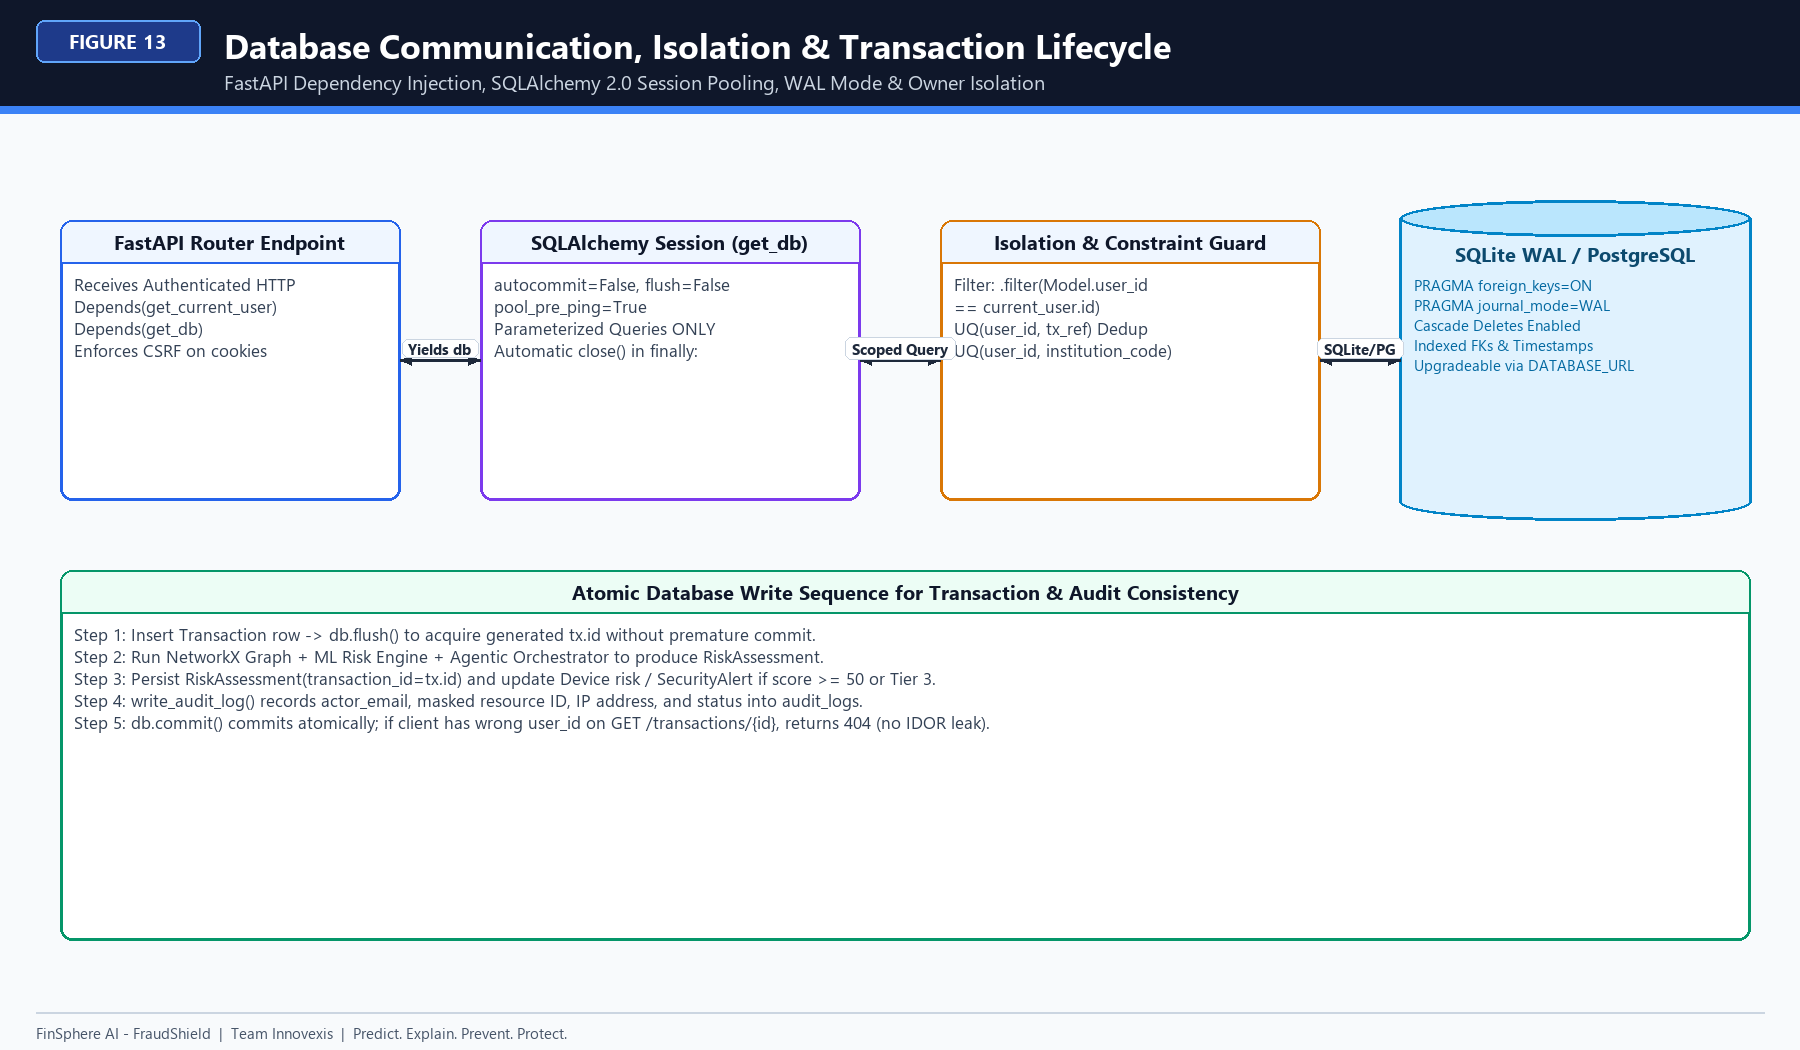 FIGURE 13
Database Communication, Isolation & Transaction Lifecycle
FastAPI Dependency Injection, SQLAlchemy 2.0 Session Pooling, WAL Mode & Owner Isolation
FastAPI Router Endpoint
Receives Authenticated HTTP
Depends(get_current_user)
Depends(get_db)
Enforces CSRF on cookies
Yields db
SQLAlchemy Session (get_db)
autocommit=False, flush=False
pool_pre_ping=True
Parameterized Queries ONLY
Automatic close() in finally:
Scoped Query
Isolation & Constraint Guard
Filter: .filter(Model.user_id
== current_user.id)
UQ(user_id, tx_ref) Dedup
UQ(user_id, institution_code)
SQLite/PG
SQLite WAL / PostgreSQL
PRAGMA foreign_keys=ON
PRAGMA journal_mode=WAL
Cascade Deletes Enabled
Indexed FKs & Timestamps
Upgradeable via DATABASE_URL
Atomic Database Write Sequence for Transaction & Audit Consistency
Step 1: Insert Transaction row -> db.flush() to acquire generated tx.id without premature commit.
Step 2: Run NetworkX Graph + ML Risk Engine + Agentic Orchestrator to produce RiskAssessment.
Step 3: Persist RiskAssessment(transaction_id=tx.id) and update Device risk / SecurityAlert if score >= 50 or Tier 3.
Step 4: write_audit_log() records actor_email, masked resource ID, IP address, and status into audit_logs.
Step 5: db.commit() commits atomically; if client has wrong user_id on GET /transactions/{id}, returns 404 (no IDOR leak).
FinSphere AI - FraudShield | Team Innovexis | Predict. Explain. Prevent. Protect.